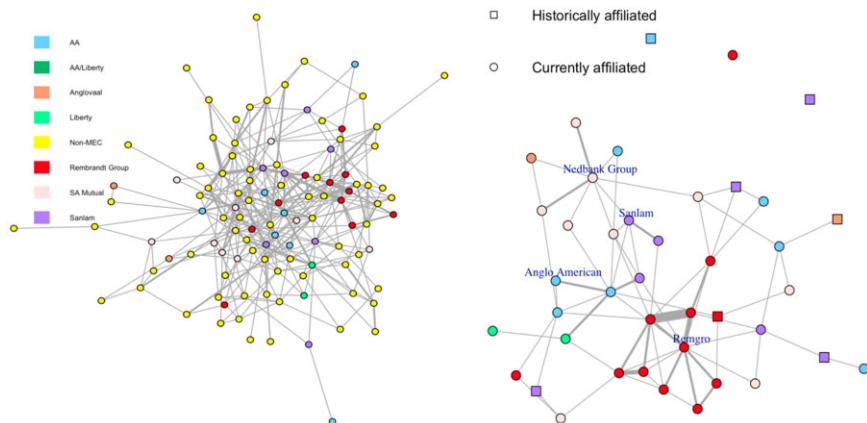 AA
AA/Liberty
Anglovaal
Liberty
Non-MEC
Rembrandt Group
SA Mutual
Sanlam
Historically affiliated
Currently affiliated
Nedbank Group
Sanlam
Anglo American
Remgro